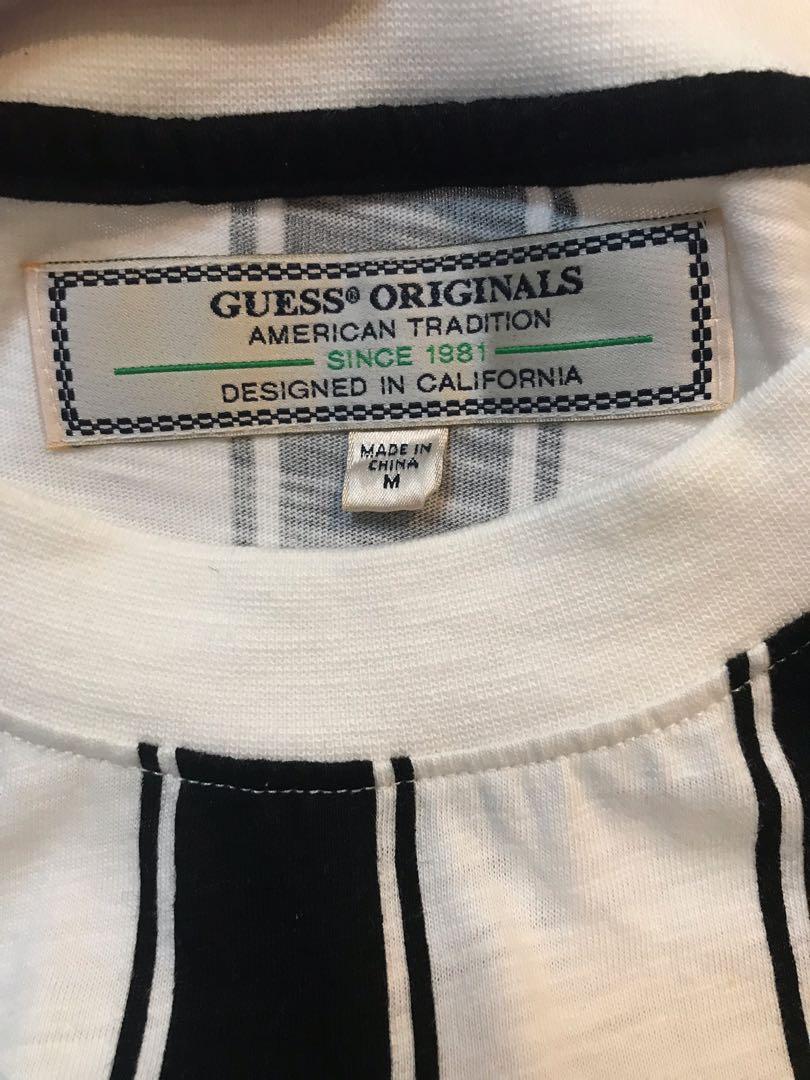 GUESS® ORIGINALS
AMERICAN TRADITION
SINCE 1981
DESIGNED IN CALIFORNIA
MADE IN
CHINA
M